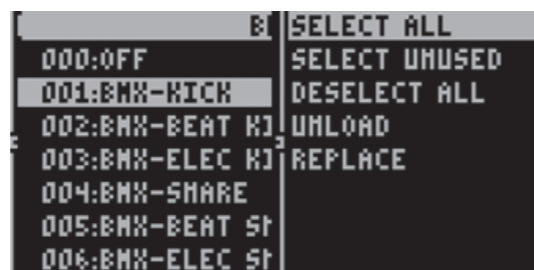 SELECT ALL
000:OFF
SELECT UNUSED
001:BMX-KICK
DESELECT ALL
002:BMX-BEAT
UNLOAD
003:BMX-ELEC
REPLACE
004:BMX-SNARE
005:BMX-BEAT
006:BMX-ELEC